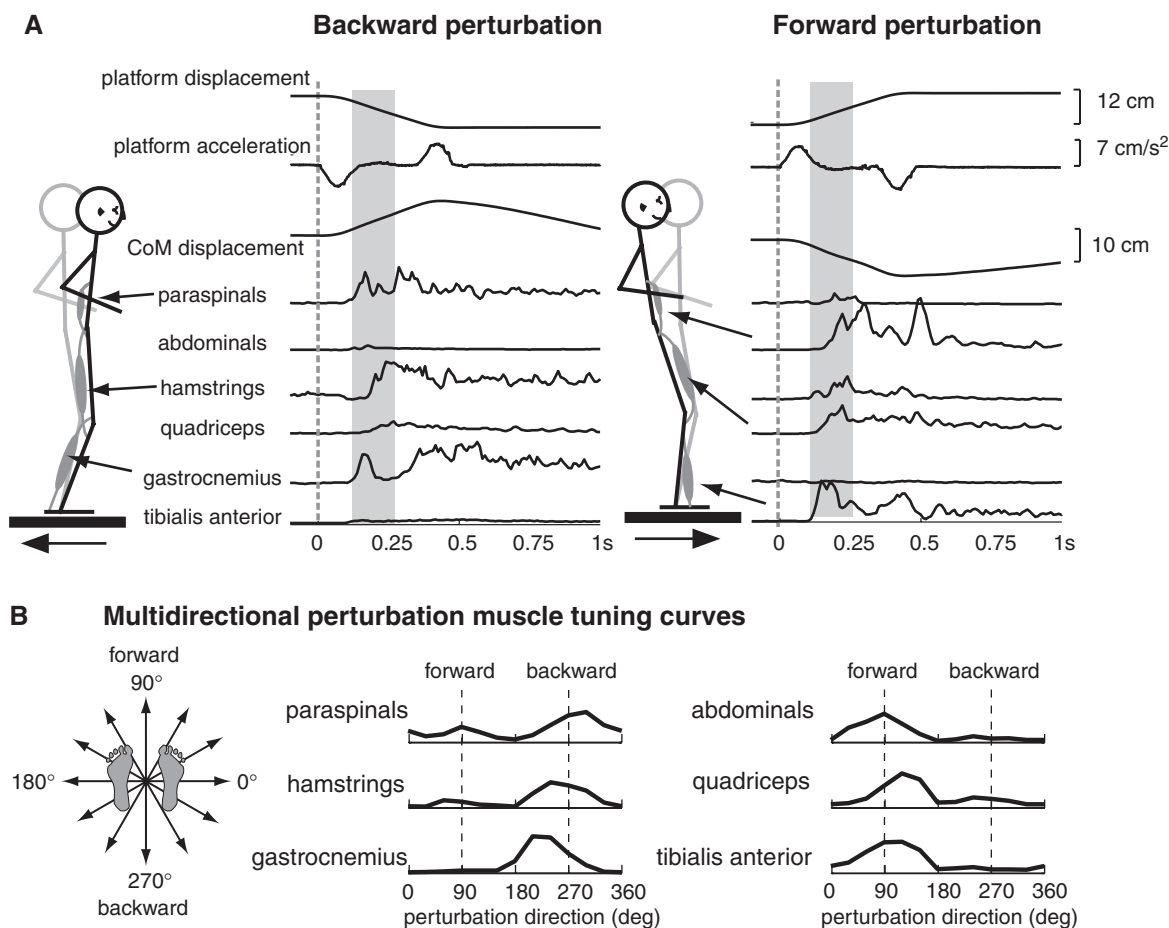 A
Backward perturbation
Forward perturbation
platform displacement
12 cm
platform acceleration
7 cm/s²
CoM displacement
10 cm
paraspinals
abdominals
hamstrings
quadriceps
gastrocnemius
tibialis anterior
0 0.25 0.5 0.75 1s
0 0.25 0.5 0.75 1s
B Multidirectional perturbation muscle tuning curves
forward
90°
180°
0°
270°
backward
forward backward
paraspinals
hamstrings
gastrocnemius
0 90 180 270 360
perturbation direction (deg)
forward backward
abdominals
quadriceps
tibialis anterior
0 90 180 270 360
perturbation direction (deg)